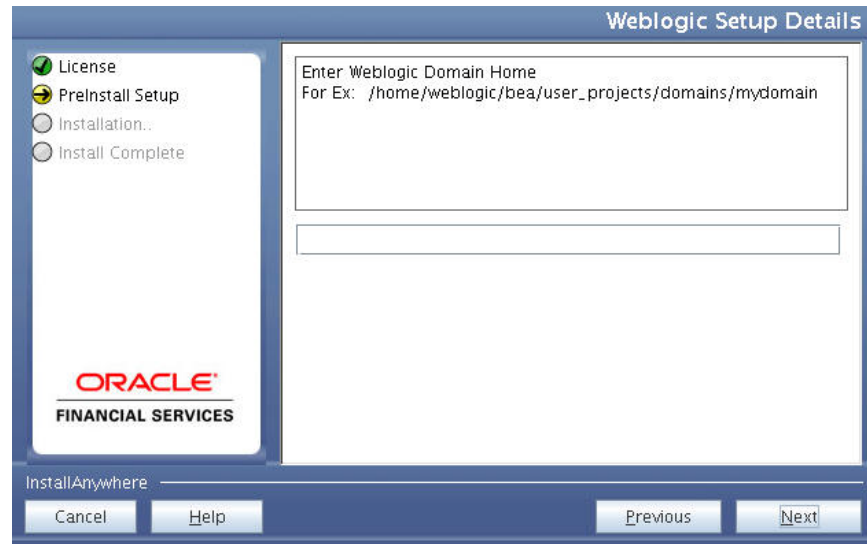 Weblogic Setup Details
License
PreInstall Setup
Installation..
Install Complete
Enter Weblogic Domain Home
For Ex: /home/weblogic/bea/user_projects/domains/mydomain
ORACLE
FINANCIAL SERVICES
InstallAnywhere
Cancel
Help
Previous
Next